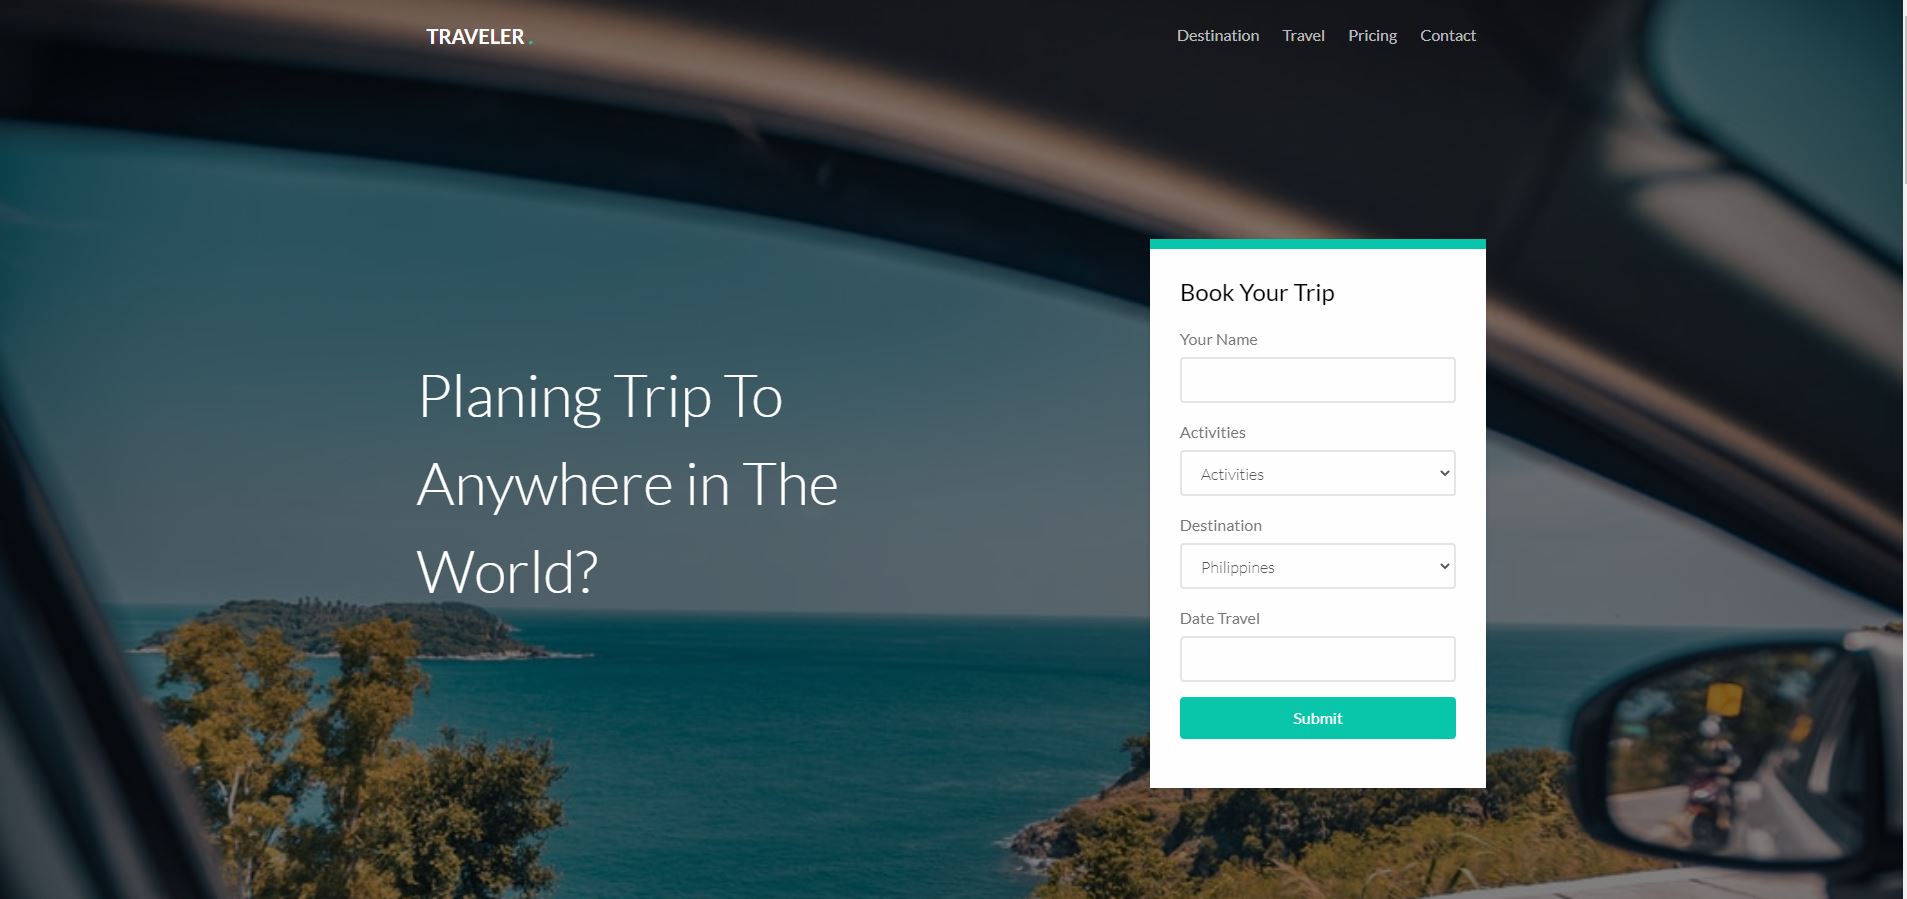 TRAVELER.
Destination Travel Pricing Contact
Planing Trip To
Anywhere in The
World?
Book Your Trip
Your Name
Activities
Activities
Destination
Philippines
Date Travel
Submit